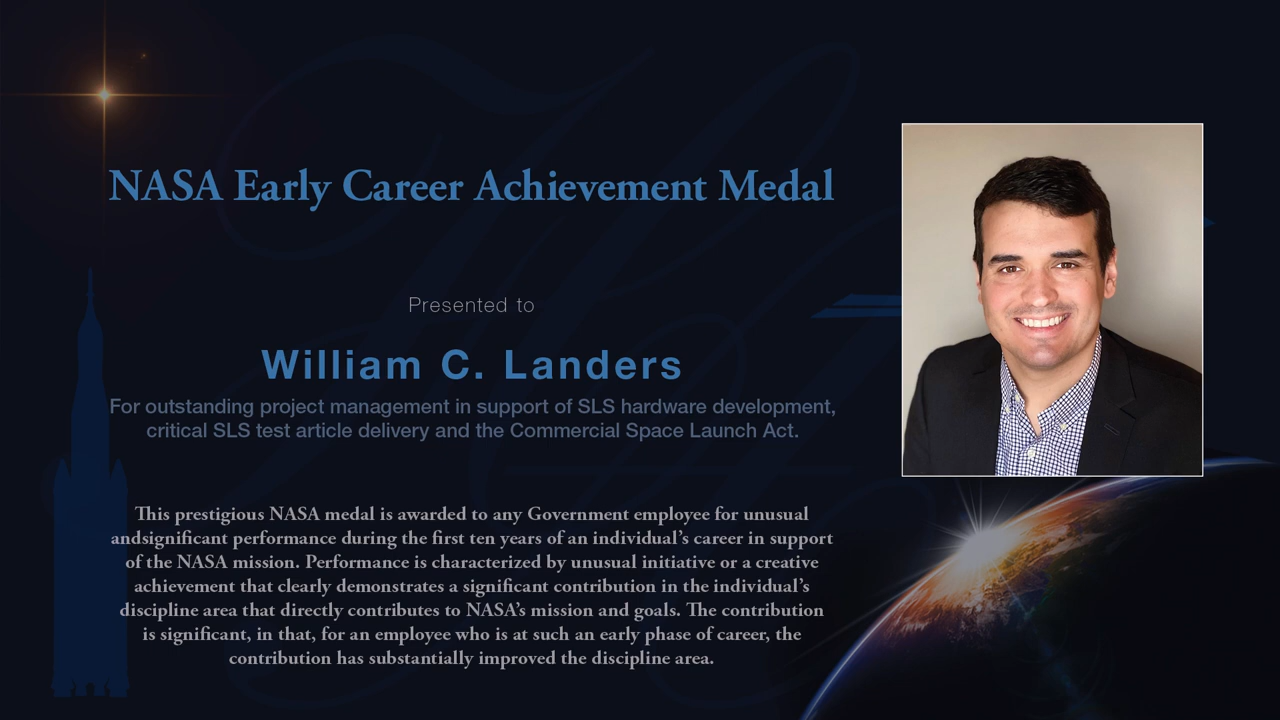 NASA Early Career Achievement Medal
Presented to
William C. Landers
For outstanding project management in support of SLS hardware development,
critical SLS test article delivery and the Commercial Space Launch Act.
This prestigious NASA medal is awarded to any Government employee for unusual
andsignificant performance during the first ten years of an individual’s career in support
of the NASA mission. Performance is characterized by unusual initiative or a creative
achievement that clearly demonstrates a significant contribution in the individual’s
discipline area that directly contributes to NASA’s mission and goals. The contribution
is significant, in that, for an employee who is at such an early phase of career, the
contribution has substantially improved the discipline area.